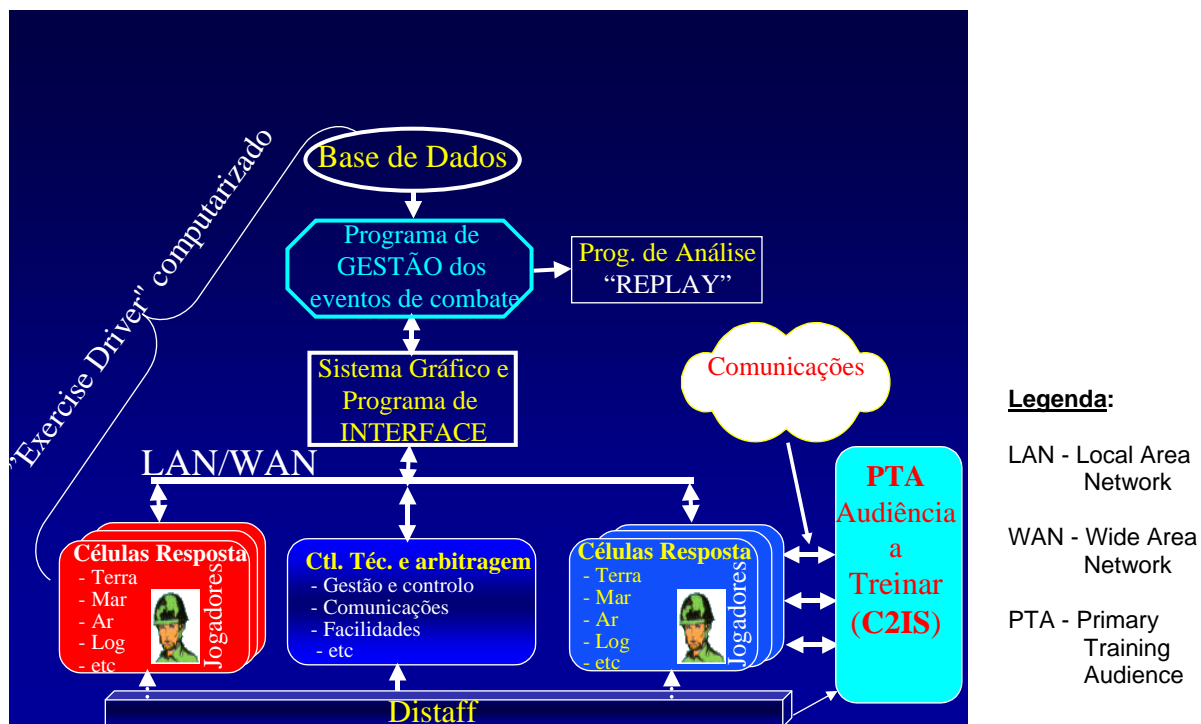 "Exercise Driver" computarizado
Base de Dados
Programa de
GESTÃO dos
eventos de combate
Prog. de Análise
“REPLAY”
Sistema Gráfico e
Programa de
INTERFACE
Comunicações
LAN/WAN
Células Resposta
- Terra
- Mar
- Ar
- Log
- etc
Jogadores
Ctl. Téc. e arbitragem
- Gestão e controlo
- Comunicações
- Facilidades
- etc
Células Resposta
- Terra
- Mar
- Ar
- Log
- etc
Jogadores
PTA
Audiência
a
Treinar
(C2IS)
Distaff
Legenda:
LAN - Local Area
Network
WAN - Wide Area
Network
PTA - Primary
Training
Audience